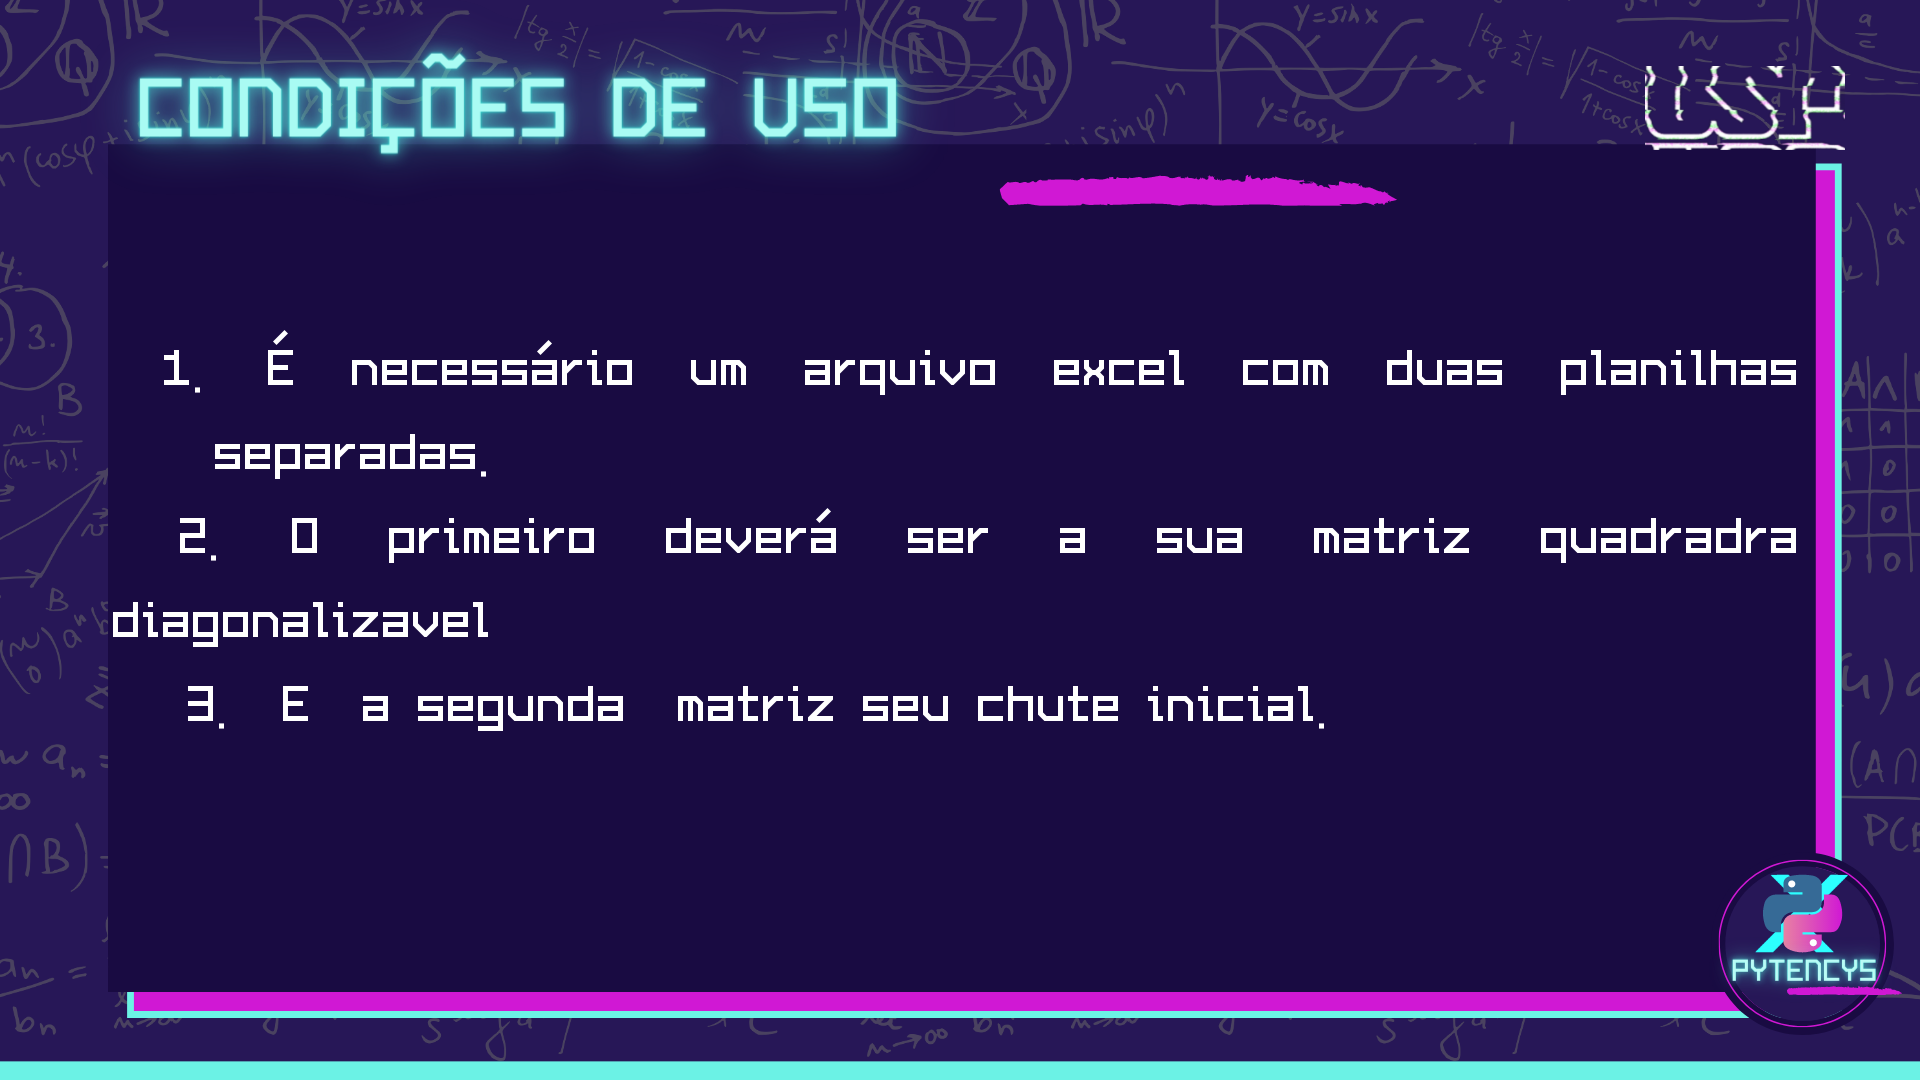 CONDIÇÕES DE USO
USP
1. É necessário um arquivo excel com duas planilhas
separadas.
2. O primeiro deverá ser a sua matriz quadradra
diagonalizavel
3. E a segunda matriz seu chute inicial.
PYTENCYS